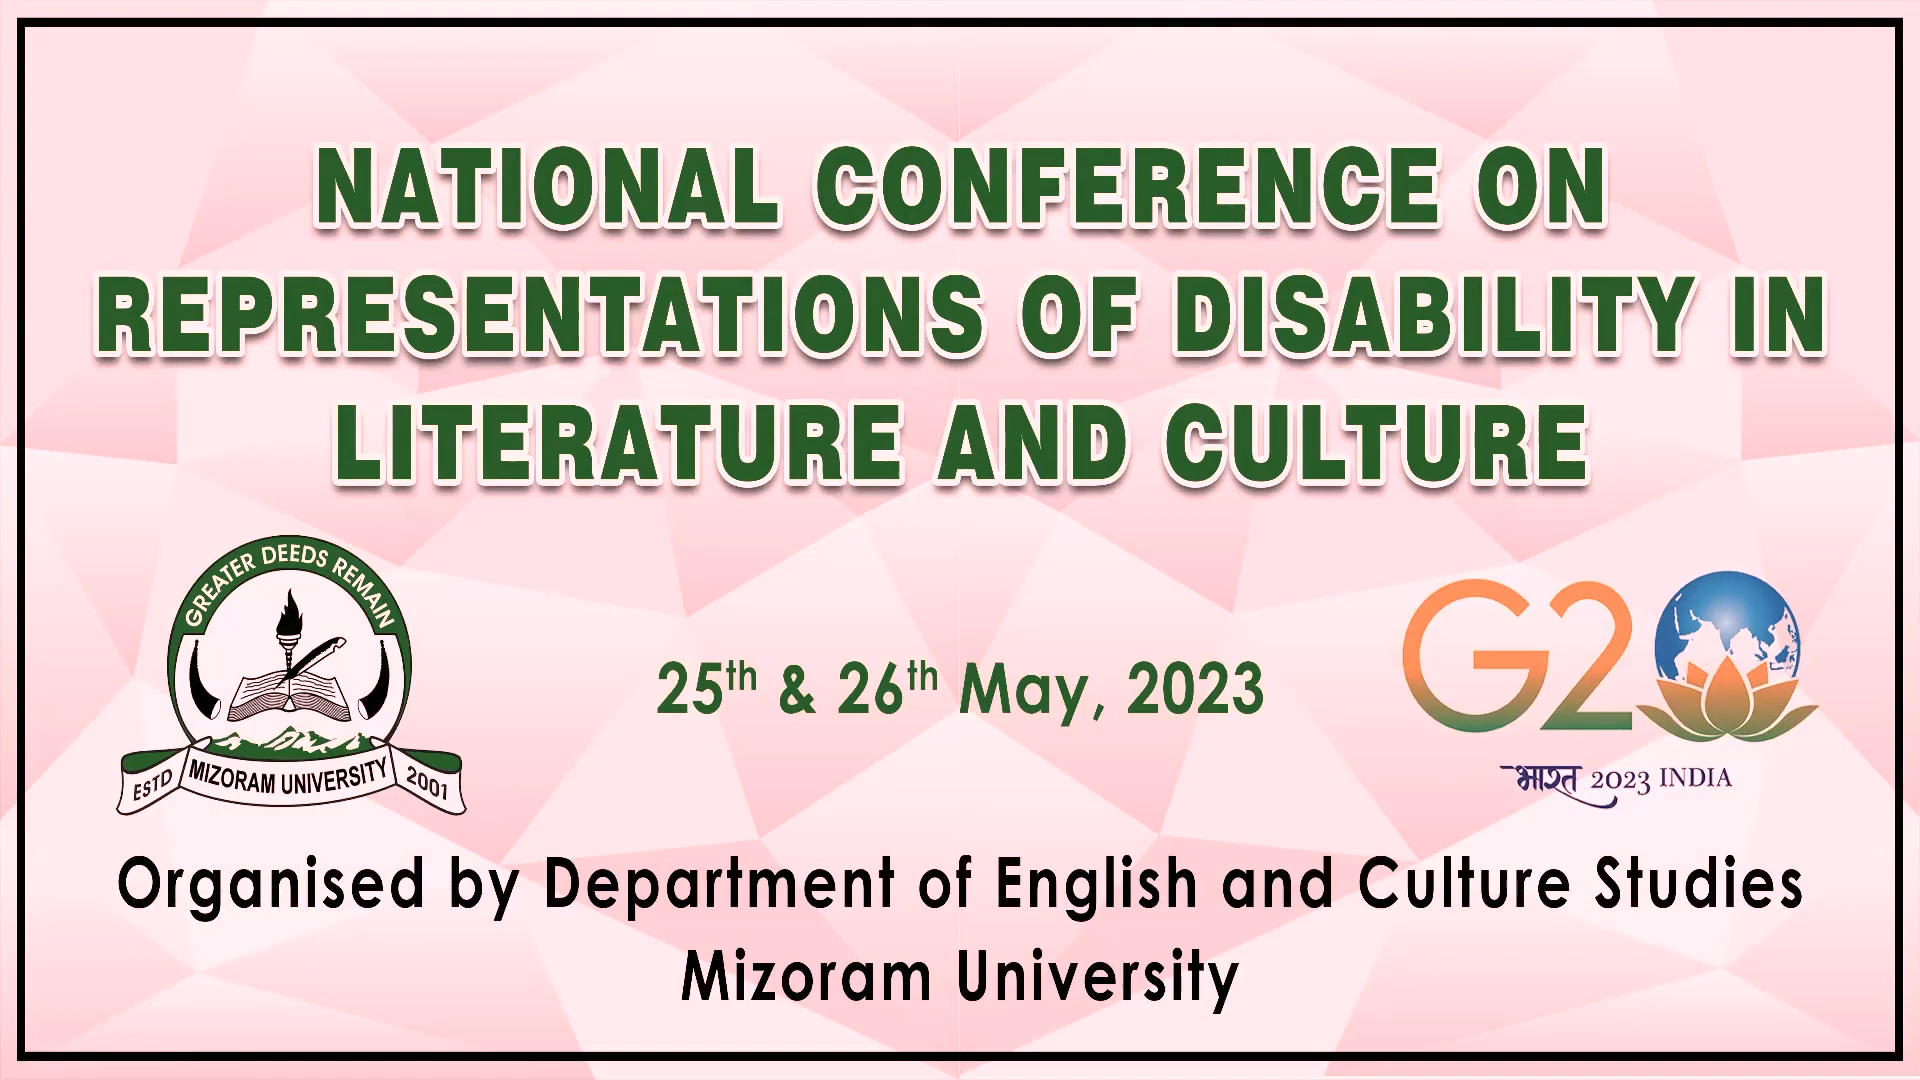 NATIONAL CONFERENCE ON
REPRESENTATIONS OF DISABILITY IN
LITERATURE AND CULTURE
GREATER DEEDS REMAIN
ESTD MIZORAM UNIVERSITY 2001
25th & 26th May, 2023
G20
भारत 2023 INDIA
Organised by Department of English and Culture Studies
Mizoram University